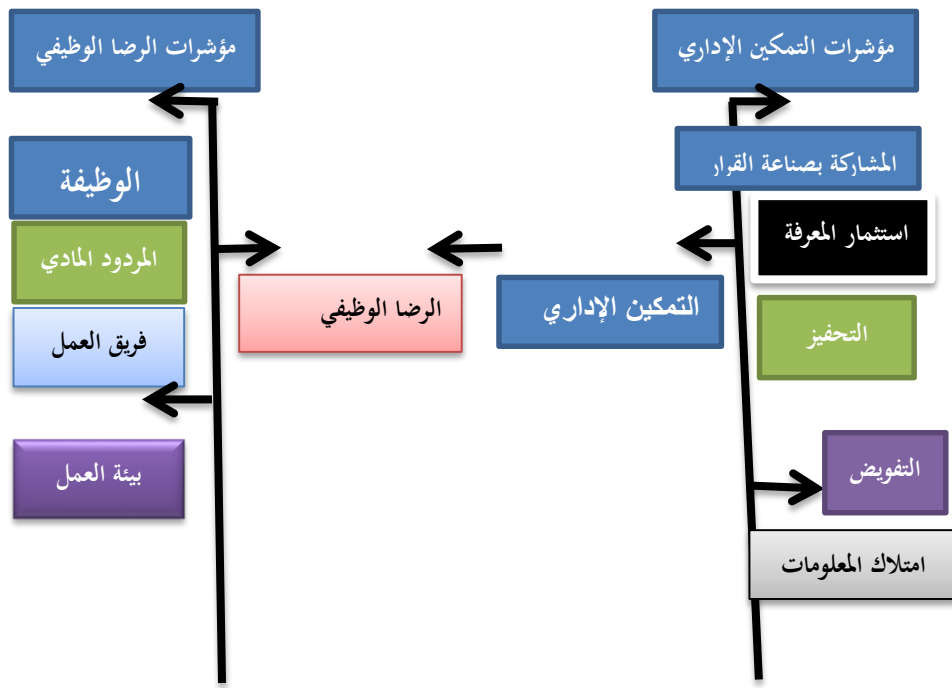 مؤشرات التمكين الإداري
مؤشرات الرضا الوظيفي
المشاركة بصناعة القرار
استثمار المعرفة
التحفيز
التفويض
امتلاك المعلومات
التمكين الإداري
الرضا الوظيفي
الوظيفة
المردود المادي
فريق العمل
بيئة العمل